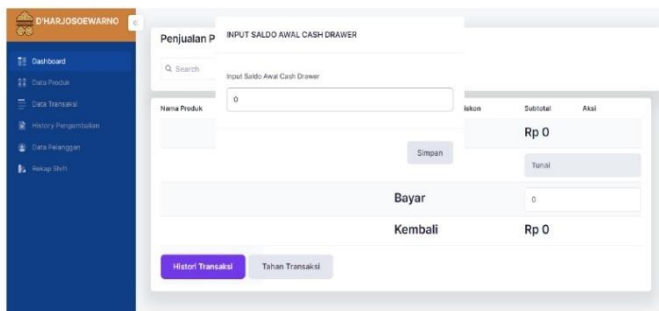 D'HARJOSOEWARNO
Dashboard
Data Produk
Data Transaksi
History Pengembalian
Data Pelanggan
Rekap Shift
Penjualan P
Search
INPUT SALDO AWAL CASH DRAWER
Input Saldo Awal Cash Drawer
0
Simpan
Nama Produk iskon Subtotal Aksi
Rp 0
Tunai
Bayar 0
Kembali Rp 0
Histori Transaksi Tahan Transaksi